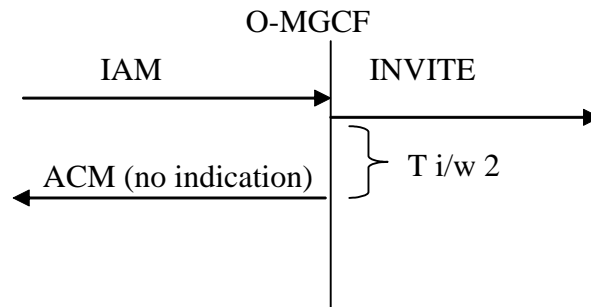 O-MGCF
IAM
INVITE
T i/w 2
ACM (no indication)